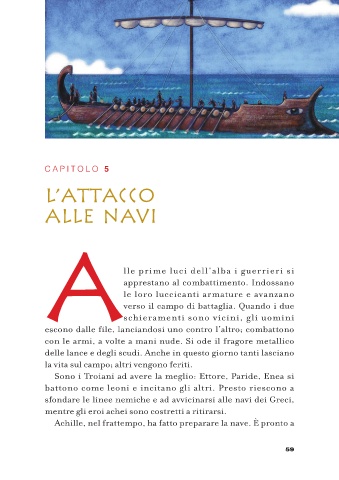 CAPITOLO 5
L'ATTACCO
ALLE NAVI
Alle prime luci dell'alba i guerrieri si
apprestano al combattimento. Indossano
le loro luccicanti armature e avanzano
verso il campo di battaglia. Quando i due
schieramenti sono vicini, gli uomini
escono dalle file, lanciandosi uno contro l'altro; combattono
con le armi, a volte a mani nude. Si ode il fragore metallico
delle lance e degli scudi. Anche in questo giorno tanti lasciano
la vita sul campo; altri vengono feriti.
Sono i Troiani ad avere la meglio: Ettore, Paride, Enea si
battono come leoni e incitano gli altri. Presto riescono a
sfondare le linee nemiche e ad avvicinarsi alle navi dei Greci,
mentre gli eroi achei sono costretti a ritirarsi.
Achille, nel frattempo, ha fatto preparare la nave. È pronto a
59